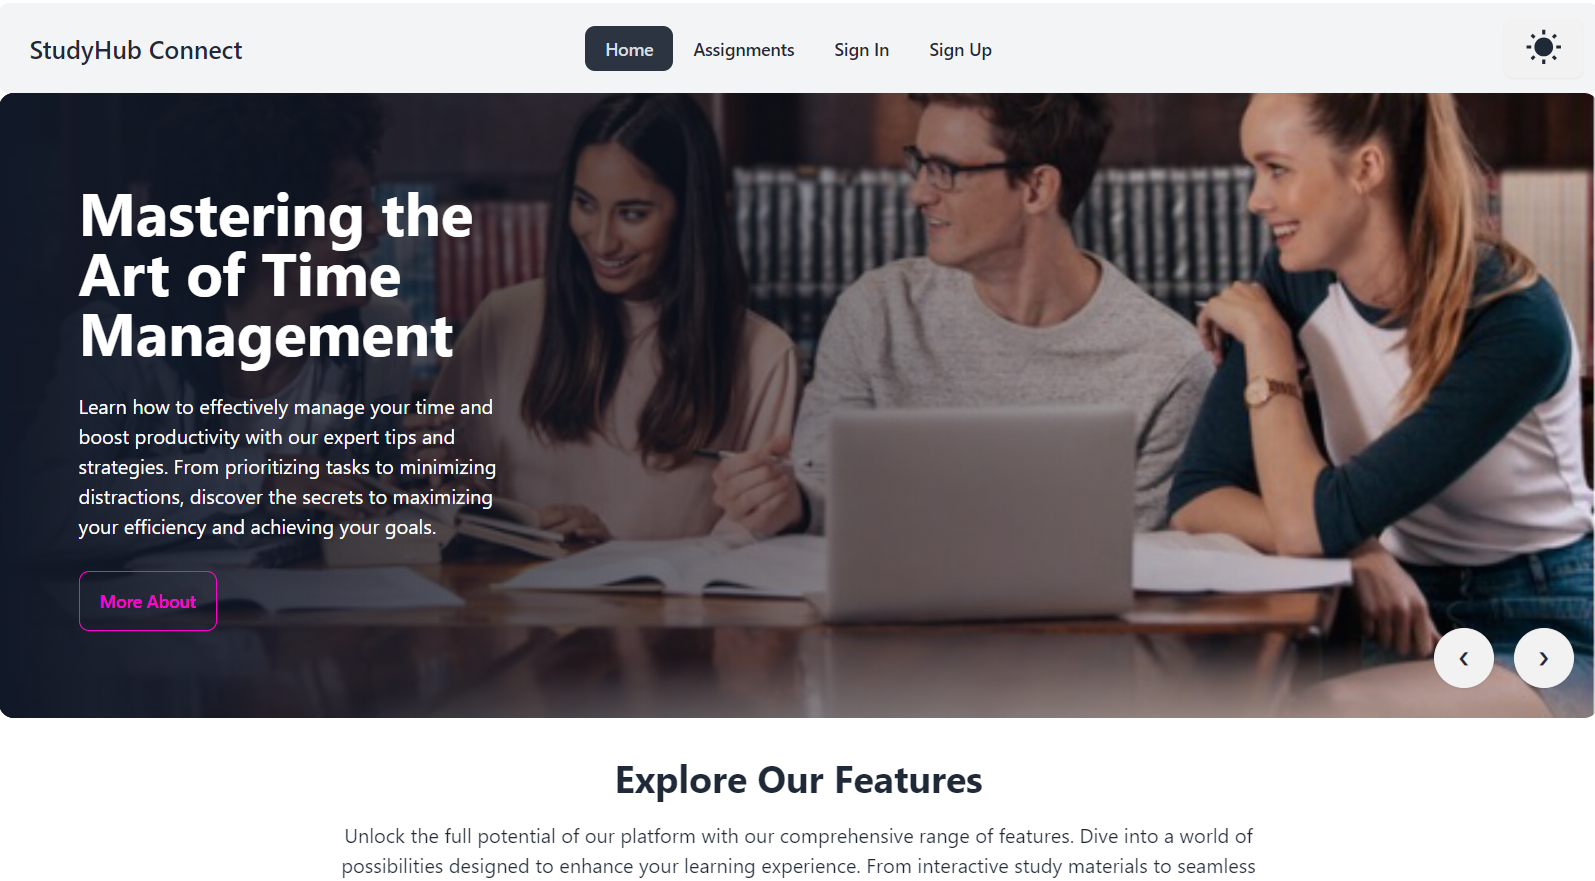 StudyHub Connect
Home
Assignments
Sign In
Sign Up
Mastering the
Art of Time
Management
Learn how to effectively manage your time and
boost productivity with our expert tips and
strategies. From prioritizing tasks to minimizing
distractions, discover the secrets to maximizing
your efficiency and achieving your goals.
More About
❮
❯
Explore Our Features
Unlock the full potential of our platform with our comprehensive range of features. Dive into a world of
possibilities designed to enhance your learning experience. From interactive study materials to seamless